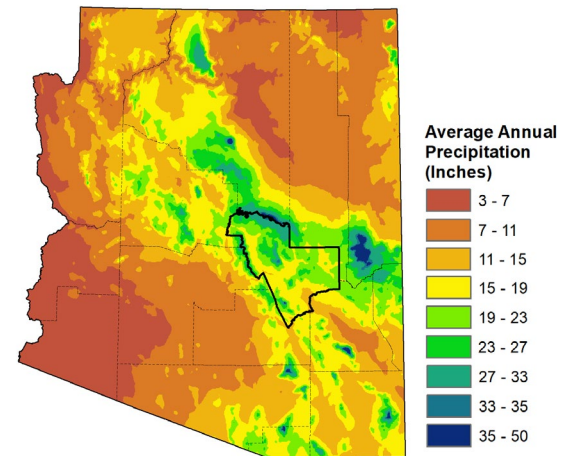 Average Annual
Precipitation
(Inches)
3 - 7
7 - 11
11 - 15
15 - 19
19 - 23
23 - 27
27 - 33
33 - 35
35 - 50